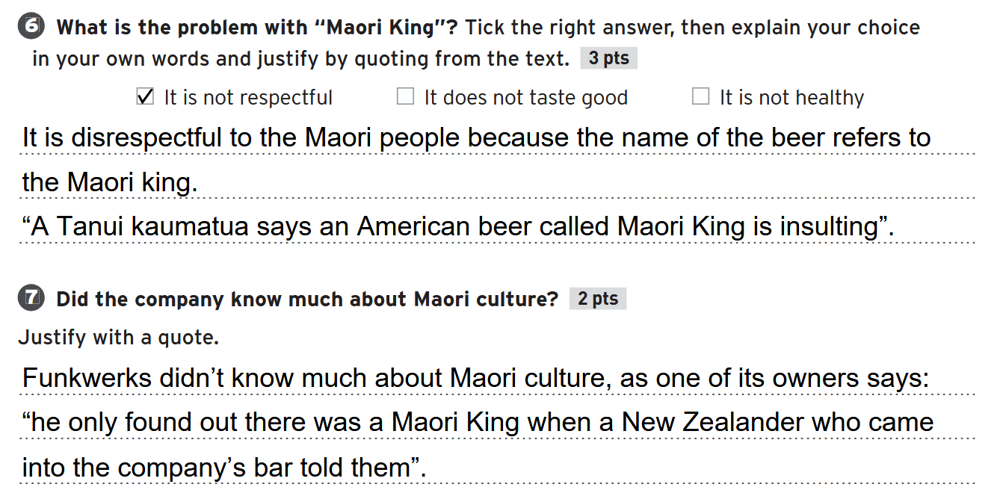 6 What is the problem with “Maori King”? Tick the right answer, then explain your choice
in your own words and justify by quoting from the text. 3 pts
It is not respectful It does not taste good It is not healthy
It is disrespectful to the Maori people because the name of the beer refers to
the Maori king.
“A Tanui kaumatua says an American beer called Maori King is insulting”.
7 Did the company know much about Maori culture? 2 pts
Justify with a quote.
Funkwerks didn’t know much about Maori culture, as one of its owners says:
“he only found out there was a Maori King when a New Zealander who came
into the company’s bar told them”.